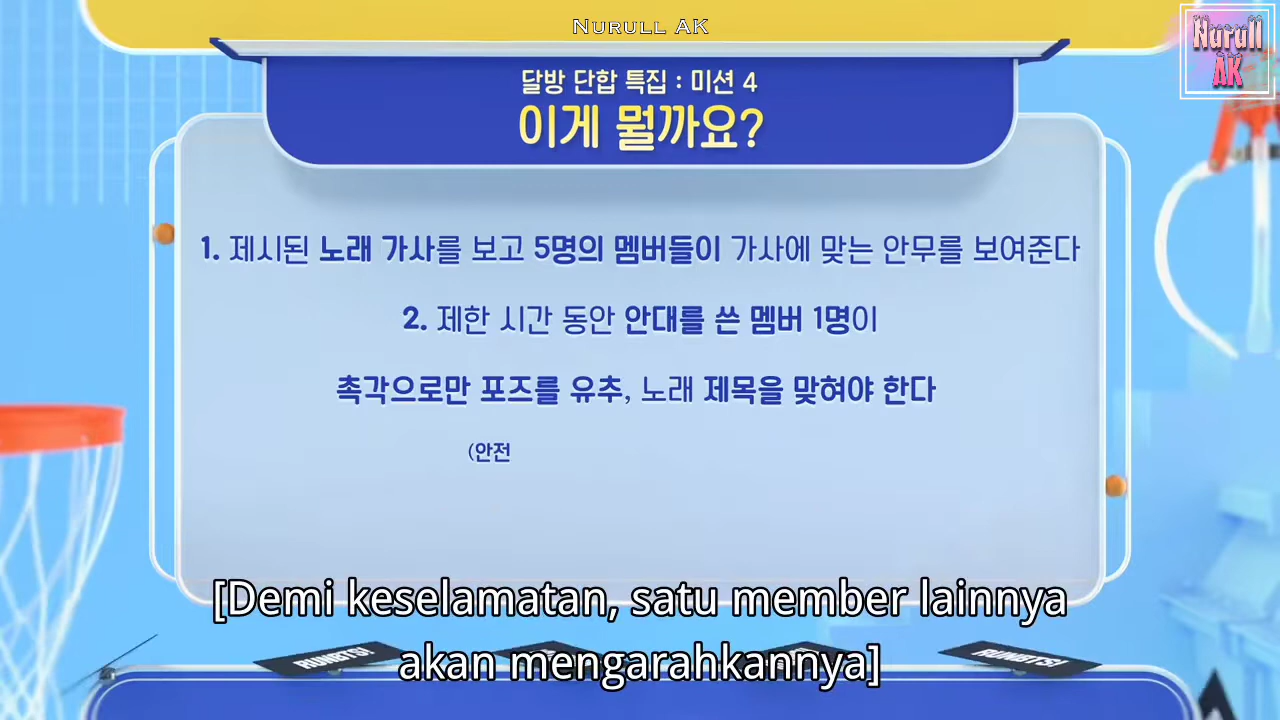 NURULL AK
Nurull
AK
달방 단합 특집 : 미션 4
이게 뭘까요?
1. 제시된 노래 가사를 보고 5명의 멤버들이 가사에 맞는 안무를 보여준다
2. 제한 시간 동안 안대를 쓴 멤버 1명이
촉각으로만 포즈를 유추, 노래 제목을 맞혀야 한다
(안전
[Demi keselamatan, satu member lainnya
akan mengarahkannya]
RUNBTS!
RUNBTS!